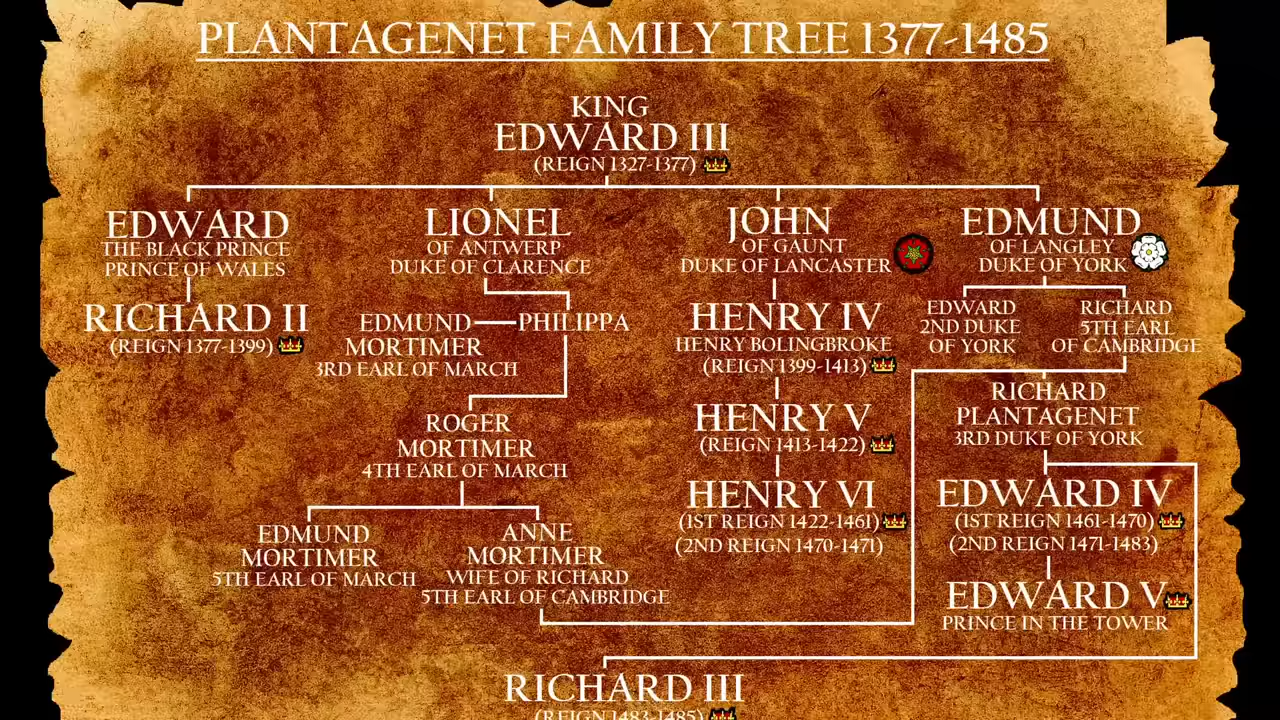 PLANTAGENET FAMILY TREE 1377-1485
KING
EDWARD III
(REIGN 1327-1377)
EDWARD
THE BLACK PRINCE
PRINCE OF WALES
RICHARD II
(REIGN 1377-1399)
LIONEL
OF ANTWERP
DUKE OF CLARENCE
EDMUND
MORTIMER
3RD EARL OF MARCH
PHILIPPA
ROGER
MORTIMER
4TH EARL OF MARCH
EDMUND
MORTIMER
5TH EARL OF MARCH
ANNE
MORTIMER
WIFE OF RICHARD
5TH EARL OF CAMBRIDGE
JOHN
OF GAUNT
DUKE OF LANCASTER
HENRY IV
HENRY BOLINGBROKE
(REIGN 1399-1413)
HENRY V
(REIGN 1413-1422)
HENRY VI
(1ST REIGN 1422-1461)
(2ND REIGN 1470-1471)
EDMUND
OF LANGLEY
DUKE OF YORK
EDWARD
2ND DUKE
OF YORK
RICHARD
5TH EARL
OF CAMBRIDGE
RICHARD
PLANTAGENET
3RD DUKE OF YORK
EDWARD IV
(1ST REIGN 1461-1470)
(2ND REIGN 1471-1483)
EDWARD V
PRINCE IN THE TOWER
RICHARD III
(REIGN 1483-1485)